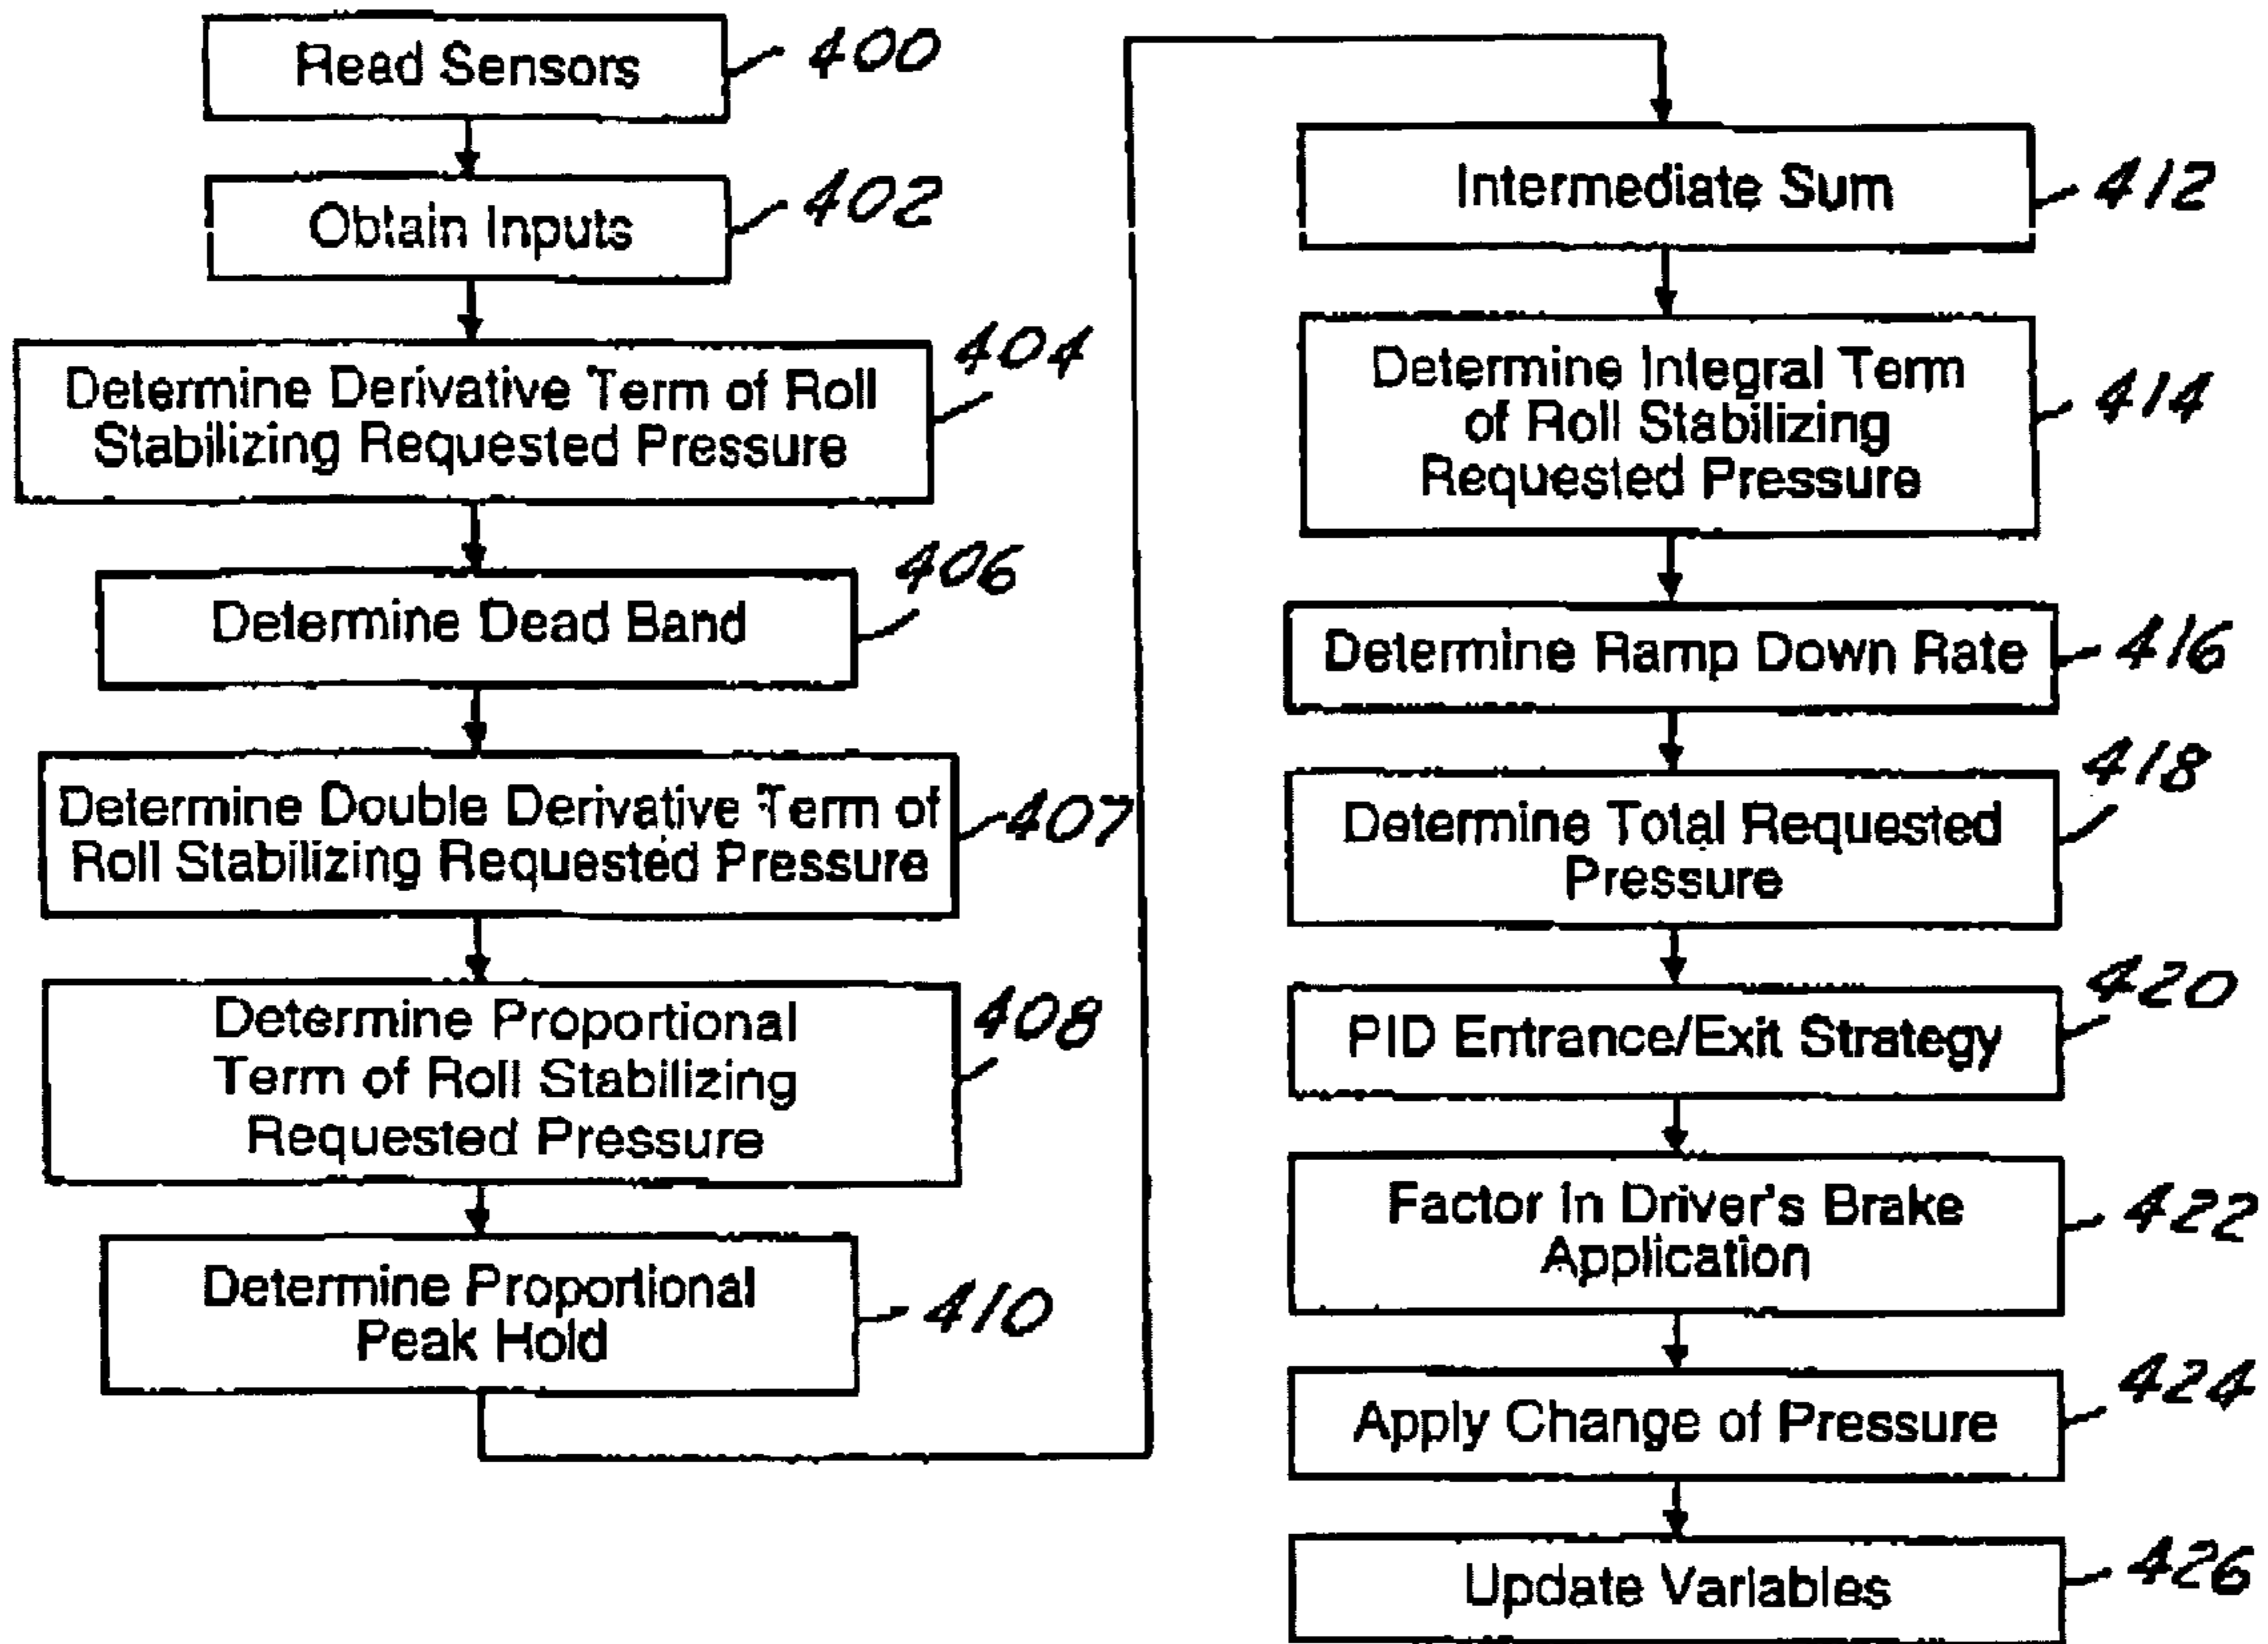 Read Sensors
400
Obtain Inputs
402
Determine Derivative Term of Roll
Stabilizing Requested Pressure
404
Determine Dead Band
406
Determine Double Derivative Term of
Roll Stabilizing Requested Pressure
407
Determine Proportional
Term of Roll Stabilizing
Requested Pressure
408
Determine Proportional
Peak Hold
410
Intermediate Sum
412
Determine Integral Term
of Roll Stabilizing
Requested Pressure
414
Determine Ramp Down Rate
416
Determine Total Requested
Pressure
418
PID Entrance/Exit Strategy
420
Factor In Driver's Brake
Application
422
Apply Change of Pressure
424
Update Variables
426